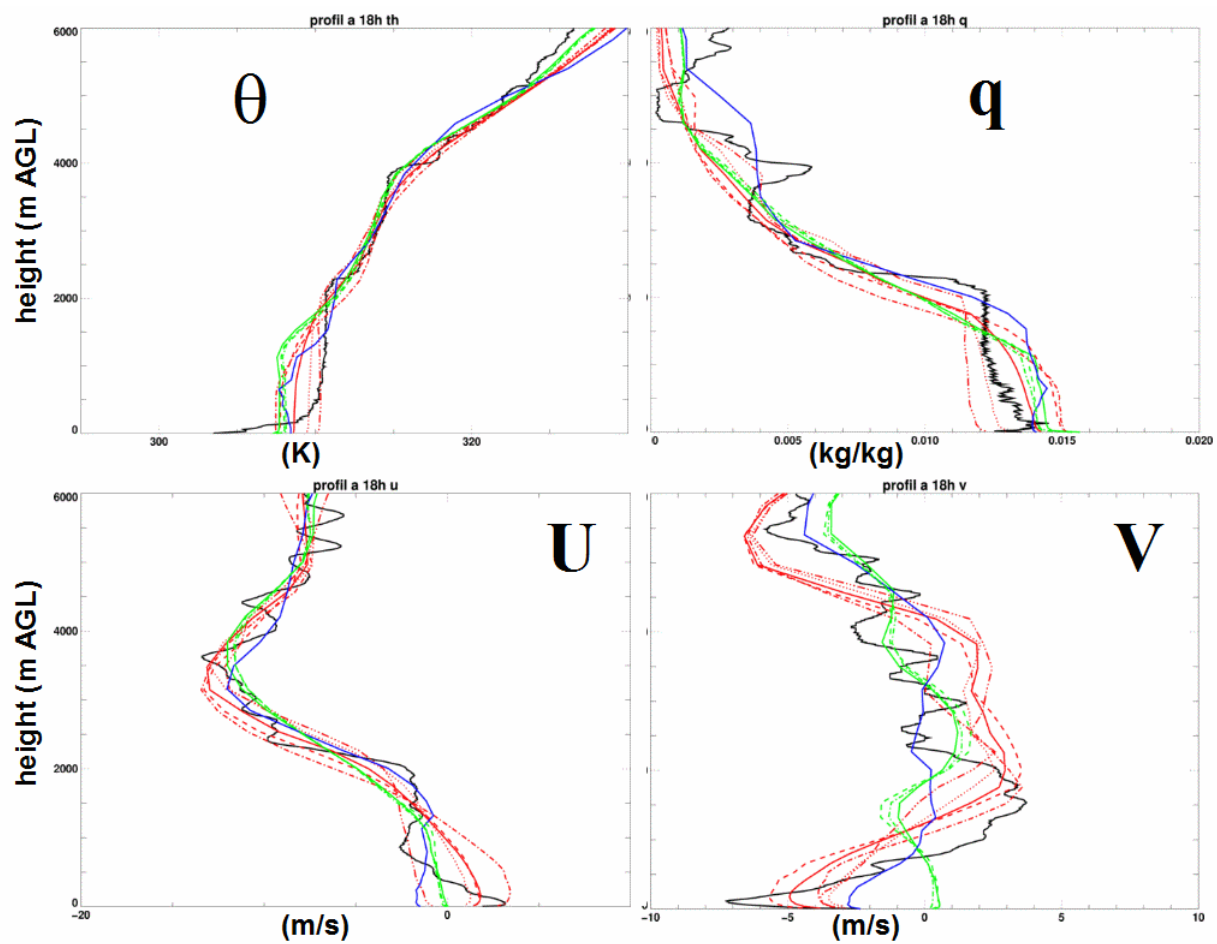 profil a 18h th
profil a 18h q
6000
4000
2000
0
height (m AGL)
θ
q
300
320
(K)
0
0.005
0.010
0.015
0.020
(kg/kg)
profil a 18h u
profil a 18h v
6000
4000
2000
0
height (m AGL)
U
V
-20
0
(m/s)
-10
-5
0
5
10
(m/s)